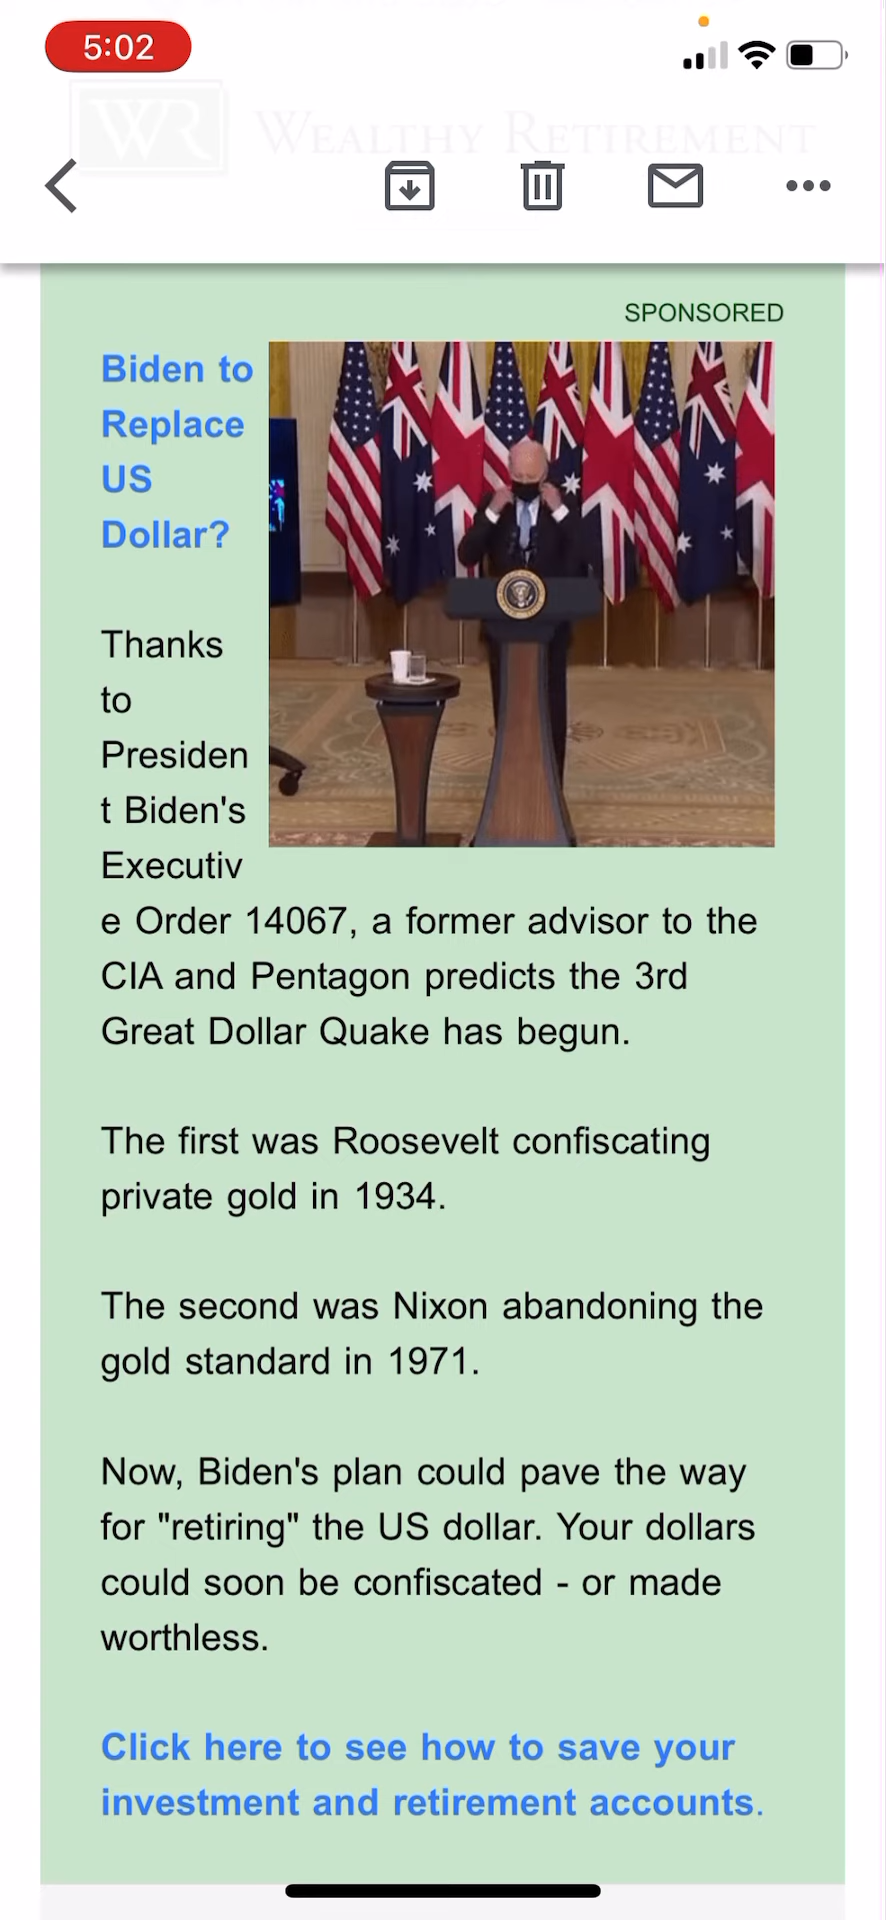 5:02
WR WEALTHY RETIREMENT
SPONSORED
Biden to
Replace
US
Dollar?
Thanks
to
Presiden
t Biden's
Executiv
e Order 14067, a former advisor to the
CIA and Pentagon predicts the 3rd
Great Dollar Quake has begun.
The first was Roosevelt confiscating
private gold in 1934.
The second was Nixon abandoning the
gold standard in 1971.
Now, Biden's plan could pave the way
for "retiring" the US dollar. Your dollars
could soon be confiscated - or made
worthless.
Click here to see how to save your
investment and retirement accounts.